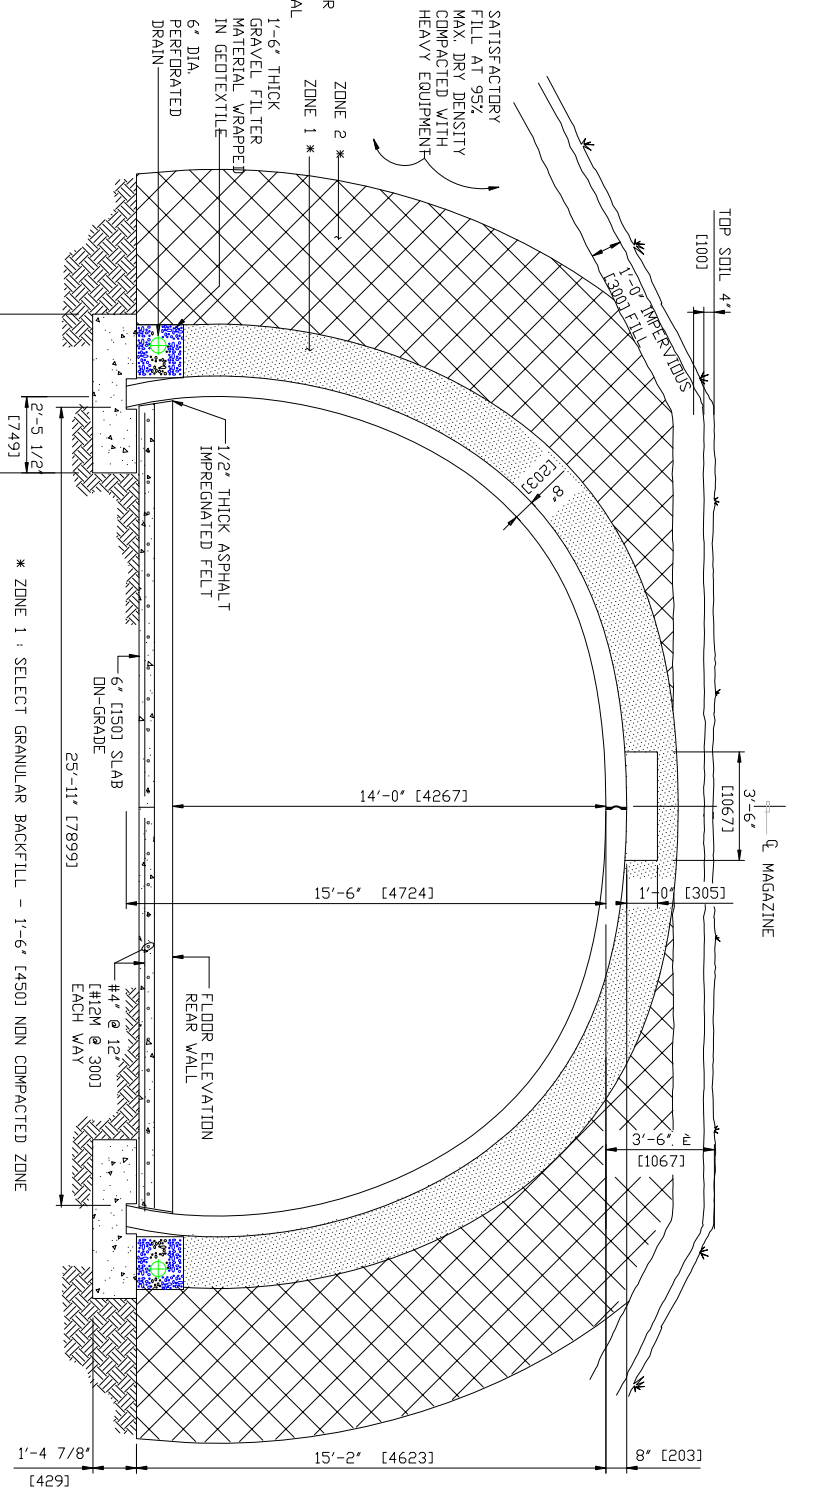 SATISFACTORY
FILL AT 95%
MAX. DRY DENSITY
COMPACTED WITH
HEAVY EQUIPMENT
R
AL
ZONE 2 *
ZONE 1 *
1'-6" THICK
GRAVEL FILTER
MATERIAL WRAPPED
IN GEOTEXTILE
6" DIA.
PERFORATED
DRAIN
TOP SOIL 4"
[100]
1'-0" IMPERVIOUS
[300] FILL
8"
[203]
1/2" THICK ASPHALT
IMPREGNATED FELT
2'-5 1/2"
[749]
6" [150] SLAB
ON-GRADE
25'-11" [7899]
14'-0" [4267]
15'-6" [4724]
3'-6"
[1067]
℄ MAGAZINE
1'-0" [305]
FLOOR ELEVATION
REAR WALL
#4" @ 12"
[#12M @ 300]
EACH WAY
3'-6". È
[1067]
1'-4 7/8"
[429]
15'-2" [4623]
8" [203]
* ZONE 1 : SELECT GRANULAR BACKFILL - 1'-6" [450] NON COMPACTED ZONE